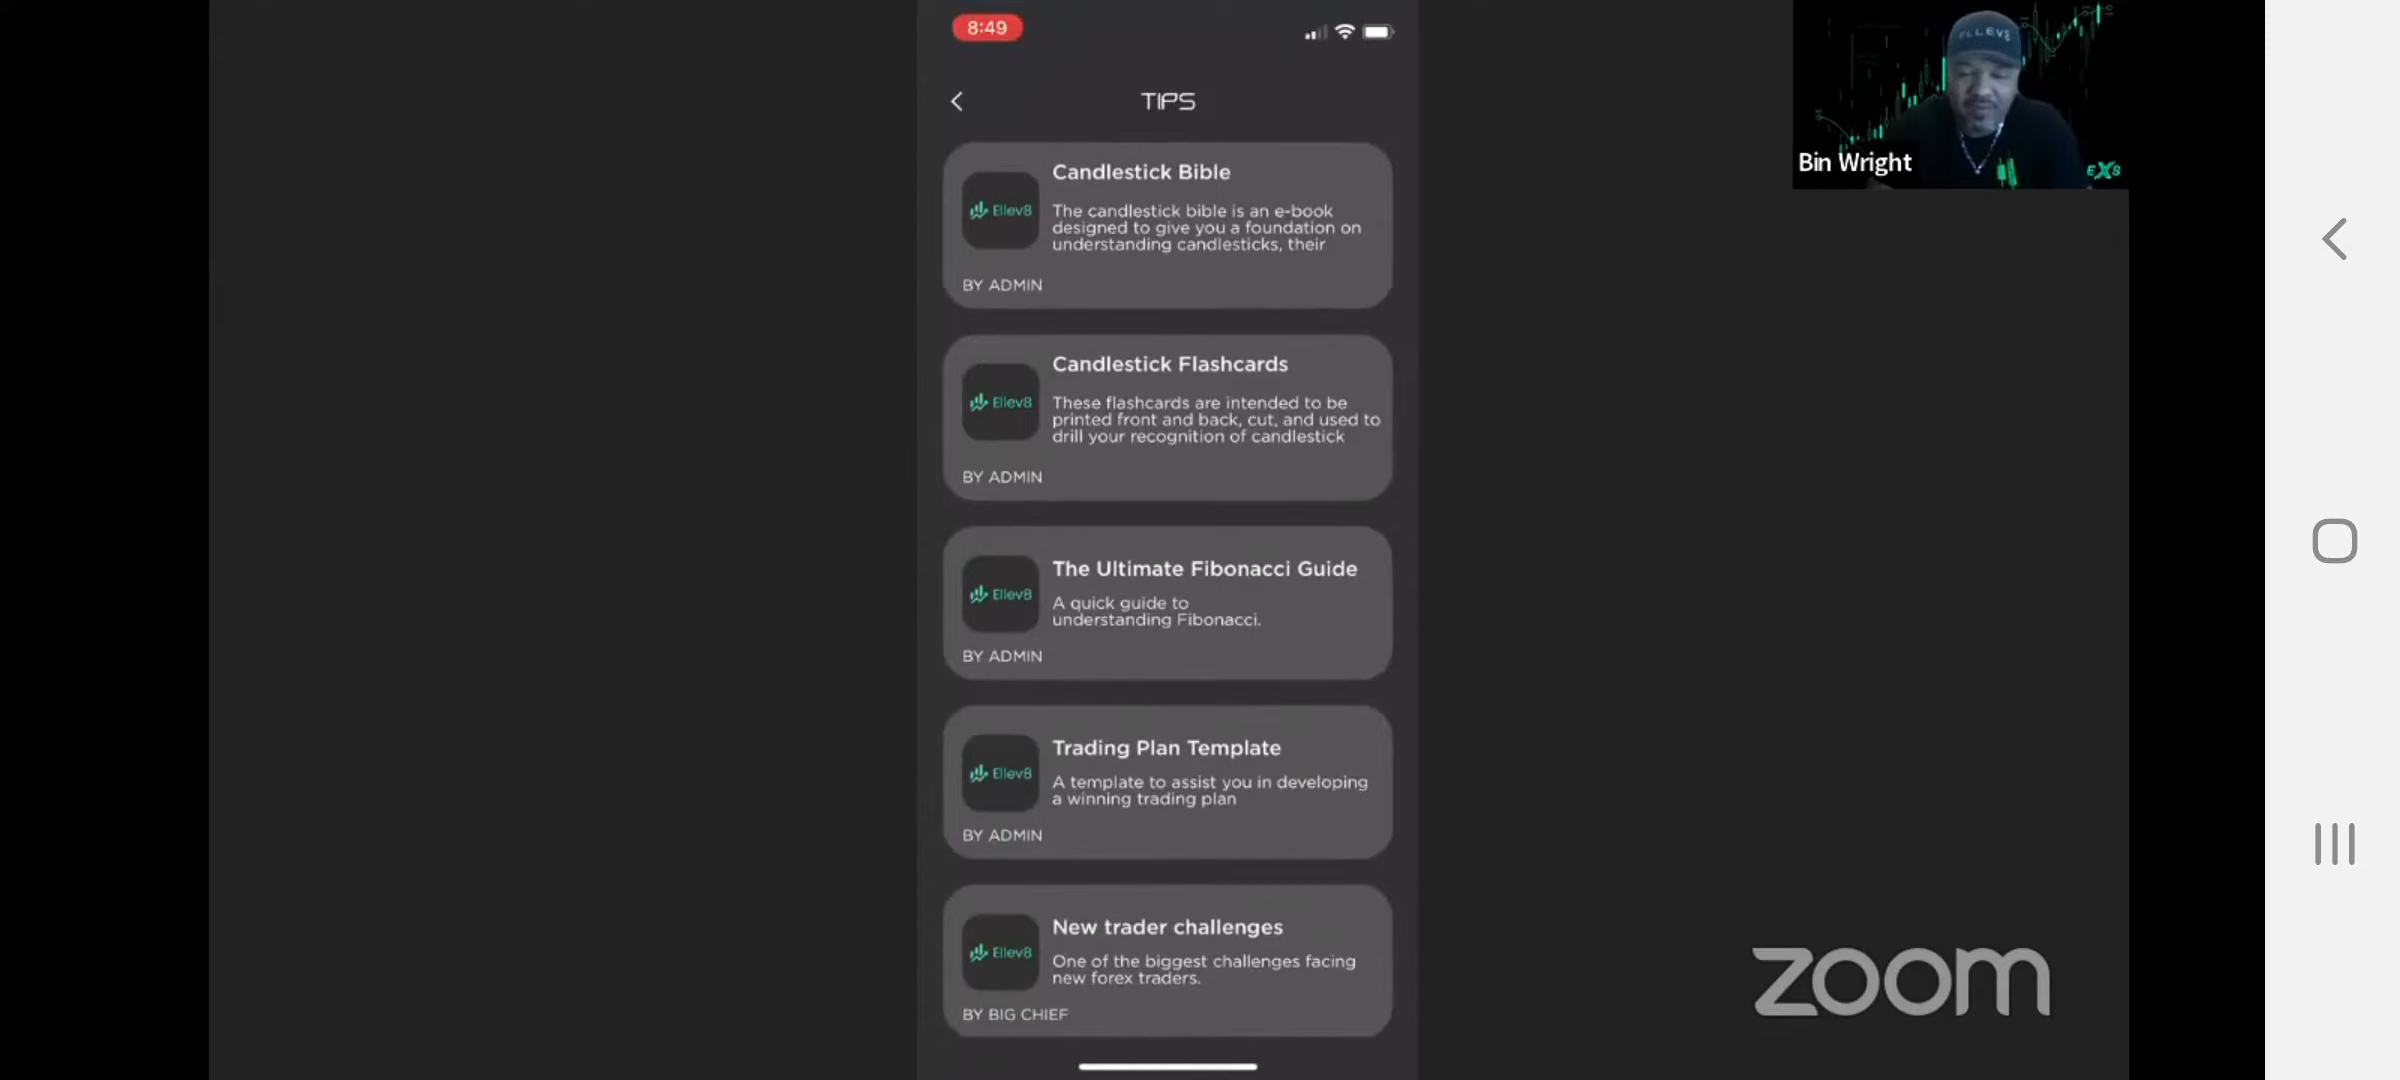 8:49
TIPS
Candlestick Bible
Ellev8
The candlestick bible is an e-book
designed to give you a foundation on
understanding candlesticks, their
BY ADMIN
Candlestick Flashcards
Ellev8
These flashcards are intended to be
printed front and back, cut, and used to
drill your recognition of candlestick
BY ADMIN
The Ultimate Fibonacci Guide
Ellev8
A quick guide to
understanding Fibonacci.
BY ADMIN
Trading Plan Template
Ellev8
A template to assist you in developing
a winning trading plan
BY ADMIN
New trader challenges
Ellev8
One of the biggest challenges facing
new forex traders.
BY BIG CHIEF
ELLEV8
Bin Wright
eX8
zoom